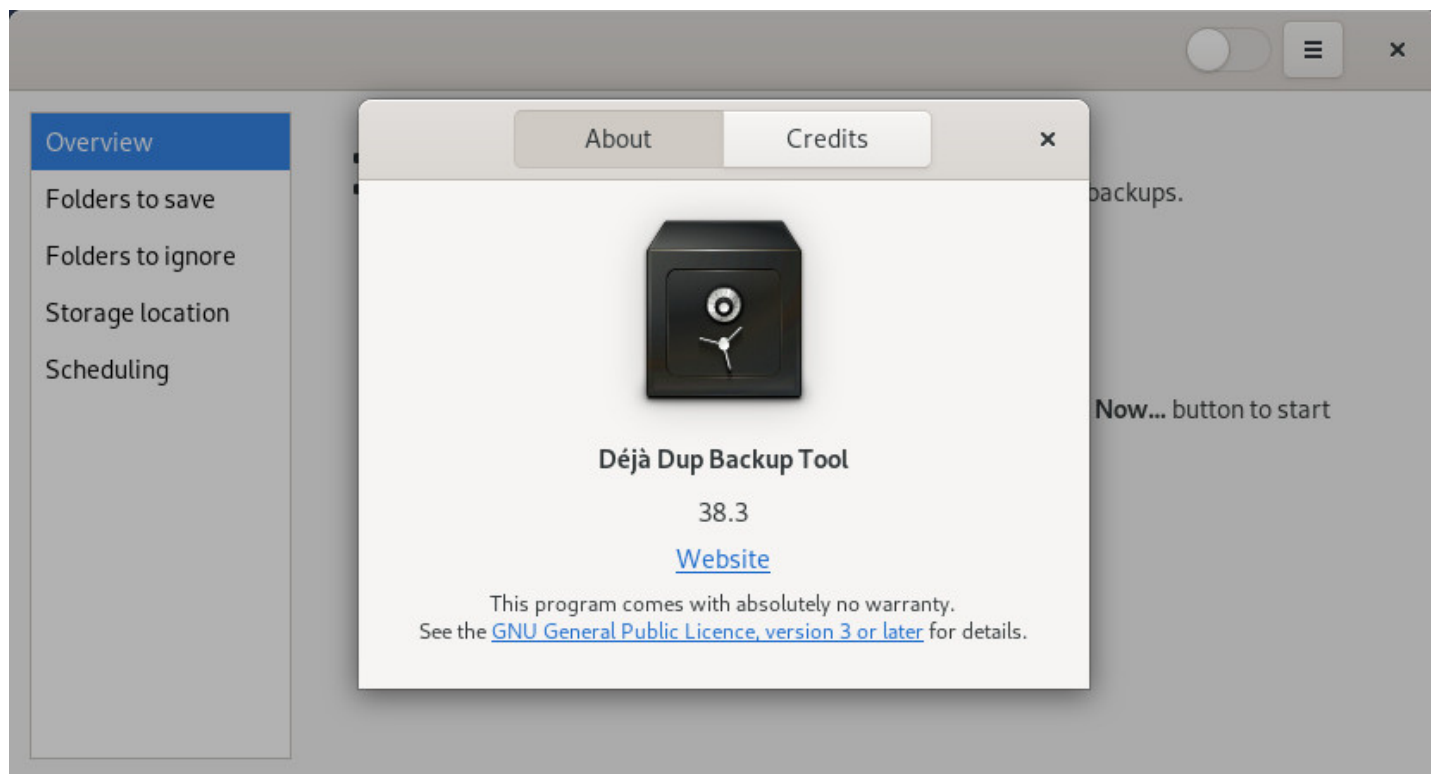 Overview
Folders to save
Folders to ignore
Storage location
Scheduling
backups.
Now... button to start
About
Credits
Déjà Dup Backup Tool
38.3
Website
This program comes with absolutely no warranty.
See the GNU General Public Licence, version 3 or later for details.